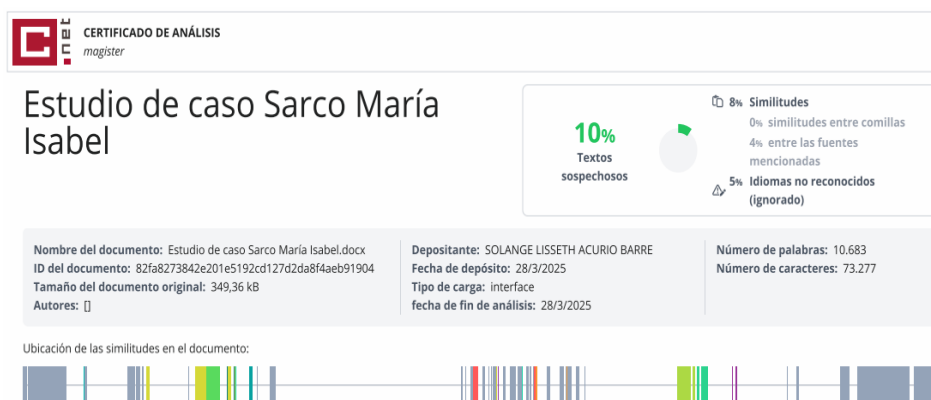 .net
CERTIFICADO DE ANÁLISIS
magister
Estudio de caso Sarco María
Isabel
10%
Textos
sospechosos
8% Similitudes
0% similitudes entre comillas
4% entre las fuentes
mencionadas
5% Idiomas no reconocidos
(ignorado)
Nombre del documento: Estudio de caso Sarco María Isabel.docx
ID del documento: 82fa8273842e201e5192cd127d2da8f4aeb91904
Tamaño del documento original: 349,36 kB
Autores: []
Depositante: SOLANGE LISSETH ACURIO BARRE
Fecha de depósito: 28/3/2025
Tipo de carga: interface
fecha de fin de análisis: 28/3/2025
Número de palabras: 10.683
Número de caracteres: 73.277
Ubicación de las similitudes en el documento: